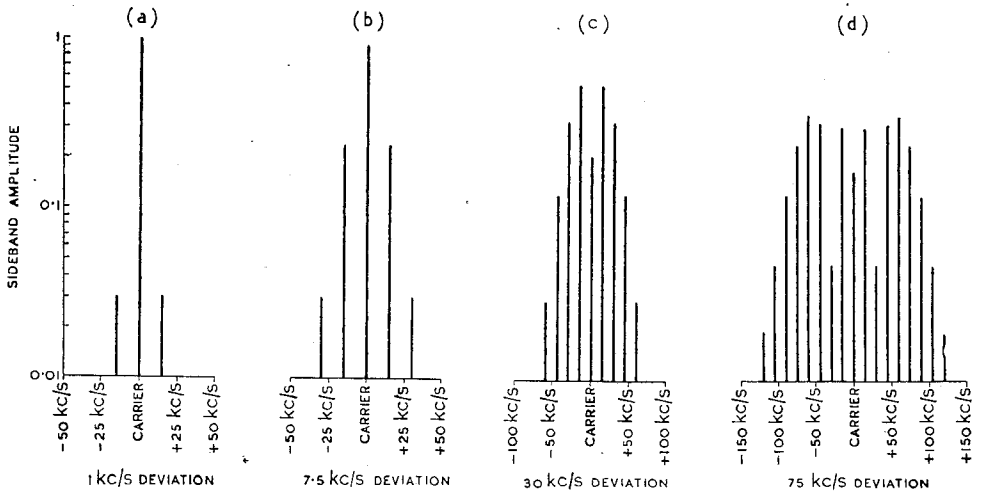 (a)
(b)
(c)
(d)
SIDEBAND AMPLITUDE
1
0·1
0·01
-50 KC/S
-25 KC/S
CARRIER
+25 KC/S
+50 KC/S
1 KC/S DEVIATION
-50 KC/S
-25 KC/S
CARRIER
+25 KC/S
+50 KC/S
7·5 KC/S DEVIATION
-100 KC/S
-50 KC/S
CARRIER
+50 KC/S
+100 KC/S
30 KC/S DEVIATION
-150 KC/S
-100 KC/S
-50 KC/S
CARRIER
+50 KC/S
+100 KC/S
+150 KC/S
75 KC/S DEVIATION